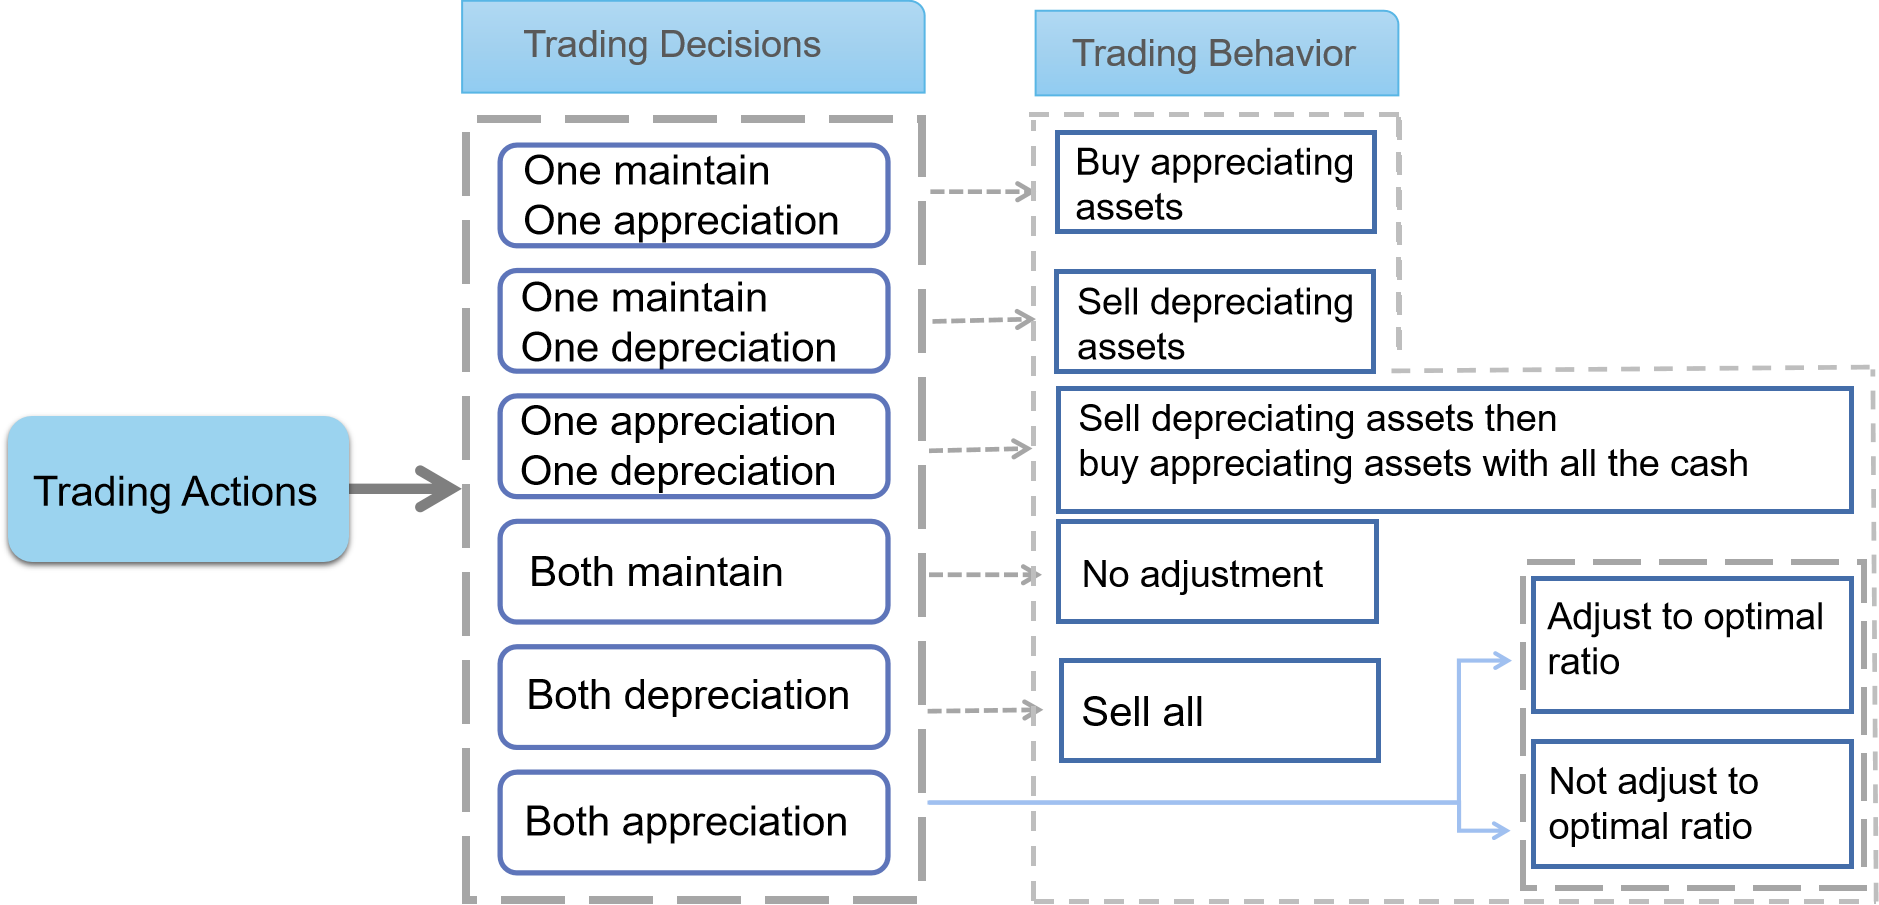 Trading Decisions
Trading Behavior
One maintain
One appreciation
Buy appreciating
assets
One maintain
One depreciation
Sell depreciating
assets
One appreciation
One depreciation
Sell depreciating assets then
buy appreciating assets with all the cash
Trading Actions
Both maintain
No adjustment
Adjust to optimal
ratio
Both depreciation
Sell all
Both appreciation
Not adjust to
optimal ratio